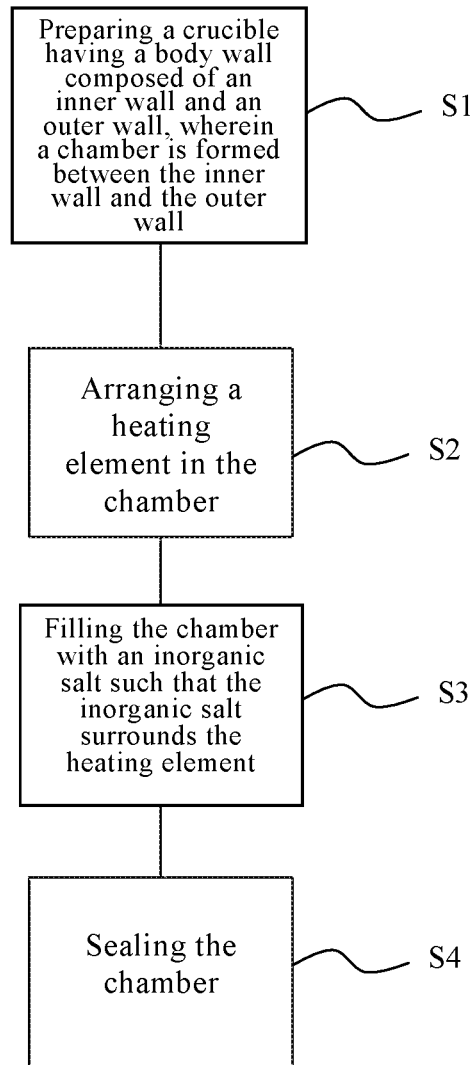 Preparing a crucible
having a body wall
composed of an
inner wall and an
outer wall, wherein
a chamber is formed
between the inner
wall and the outer
wall
S1
Arranging a
heating
element in the
chamber
S2
Filling the chamber
with an inorganic
salt such that the
inorganic salt
surrounds the
heating element
S3
Sealing the
chamber
S4